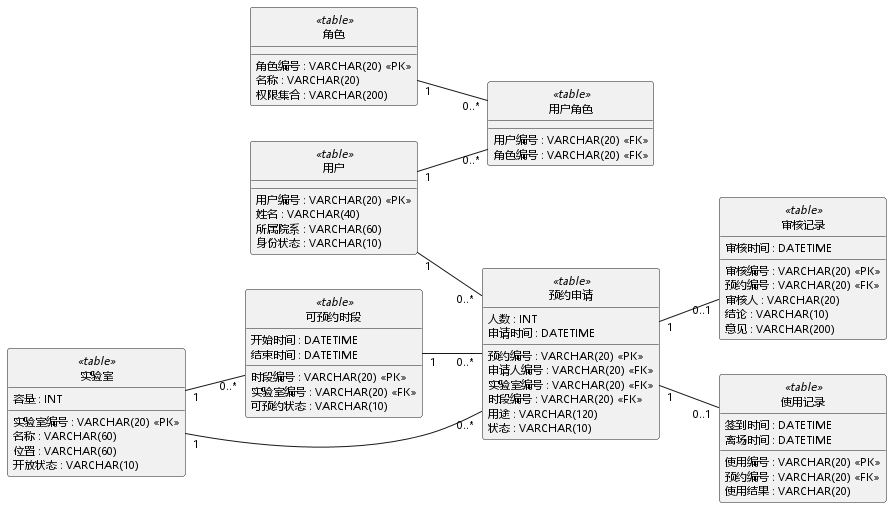 «table»
角色
角色编号 : VARCHAR(20) «PK»
名称 : VARCHAR(20)
权限集合 : VARCHAR(200)
1
0..*
«table»
用户角色
用户编号 : VARCHAR(20) «FK»
角色编号 : VARCHAR(20) «FK»
«table»
用户
用户编号 : VARCHAR(20) «PK»
姓名 : VARCHAR(40)
所属院系 : VARCHAR(60)
身份状态 : VARCHAR(10)
1
0..*
1
0..*
«table»
审核记录
审核时间 : DATETIME
审核编号 : VARCHAR(20) «PK»
预约编号 : VARCHAR(20) «FK»
审核人 : VARCHAR(20)
结论 : VARCHAR(10)
意见 : VARCHAR(200)
«table»
预约申请
人数 : INT
申请时间 : DATETIME
预约编号 : VARCHAR(20) «PK»
申请人编号 : VARCHAR(20) «FK»
实验室编号 : VARCHAR(20) «FK»
时段编号 : VARCHAR(20) «FK»
用途 : VARCHAR(120)
状态 : VARCHAR(10)
1
0..1
1
0..1
«table»
可预约时段
开始时间 : DATETIME
结束时间 : DATETIME
时段编号 : VARCHAR(20) «PK»
实验室编号 : VARCHAR(20) «FK»
可预约状态 : VARCHAR(10)
1
0..*
«table»
实验室
容量 : INT
实验室编号 : VARCHAR(20) «PK»
名称 : VARCHAR(60)
位置 : VARCHAR(60)
开放状态 : VARCHAR(10)
1
0..*
1
0..*
«table»
使用记录
签到时间 : DATETIME
离场时间 : DATETIME
使用编号 : VARCHAR(20) «PK»
预约编号 : VARCHAR(20) «FK»
使用结果 : VARCHAR(20)